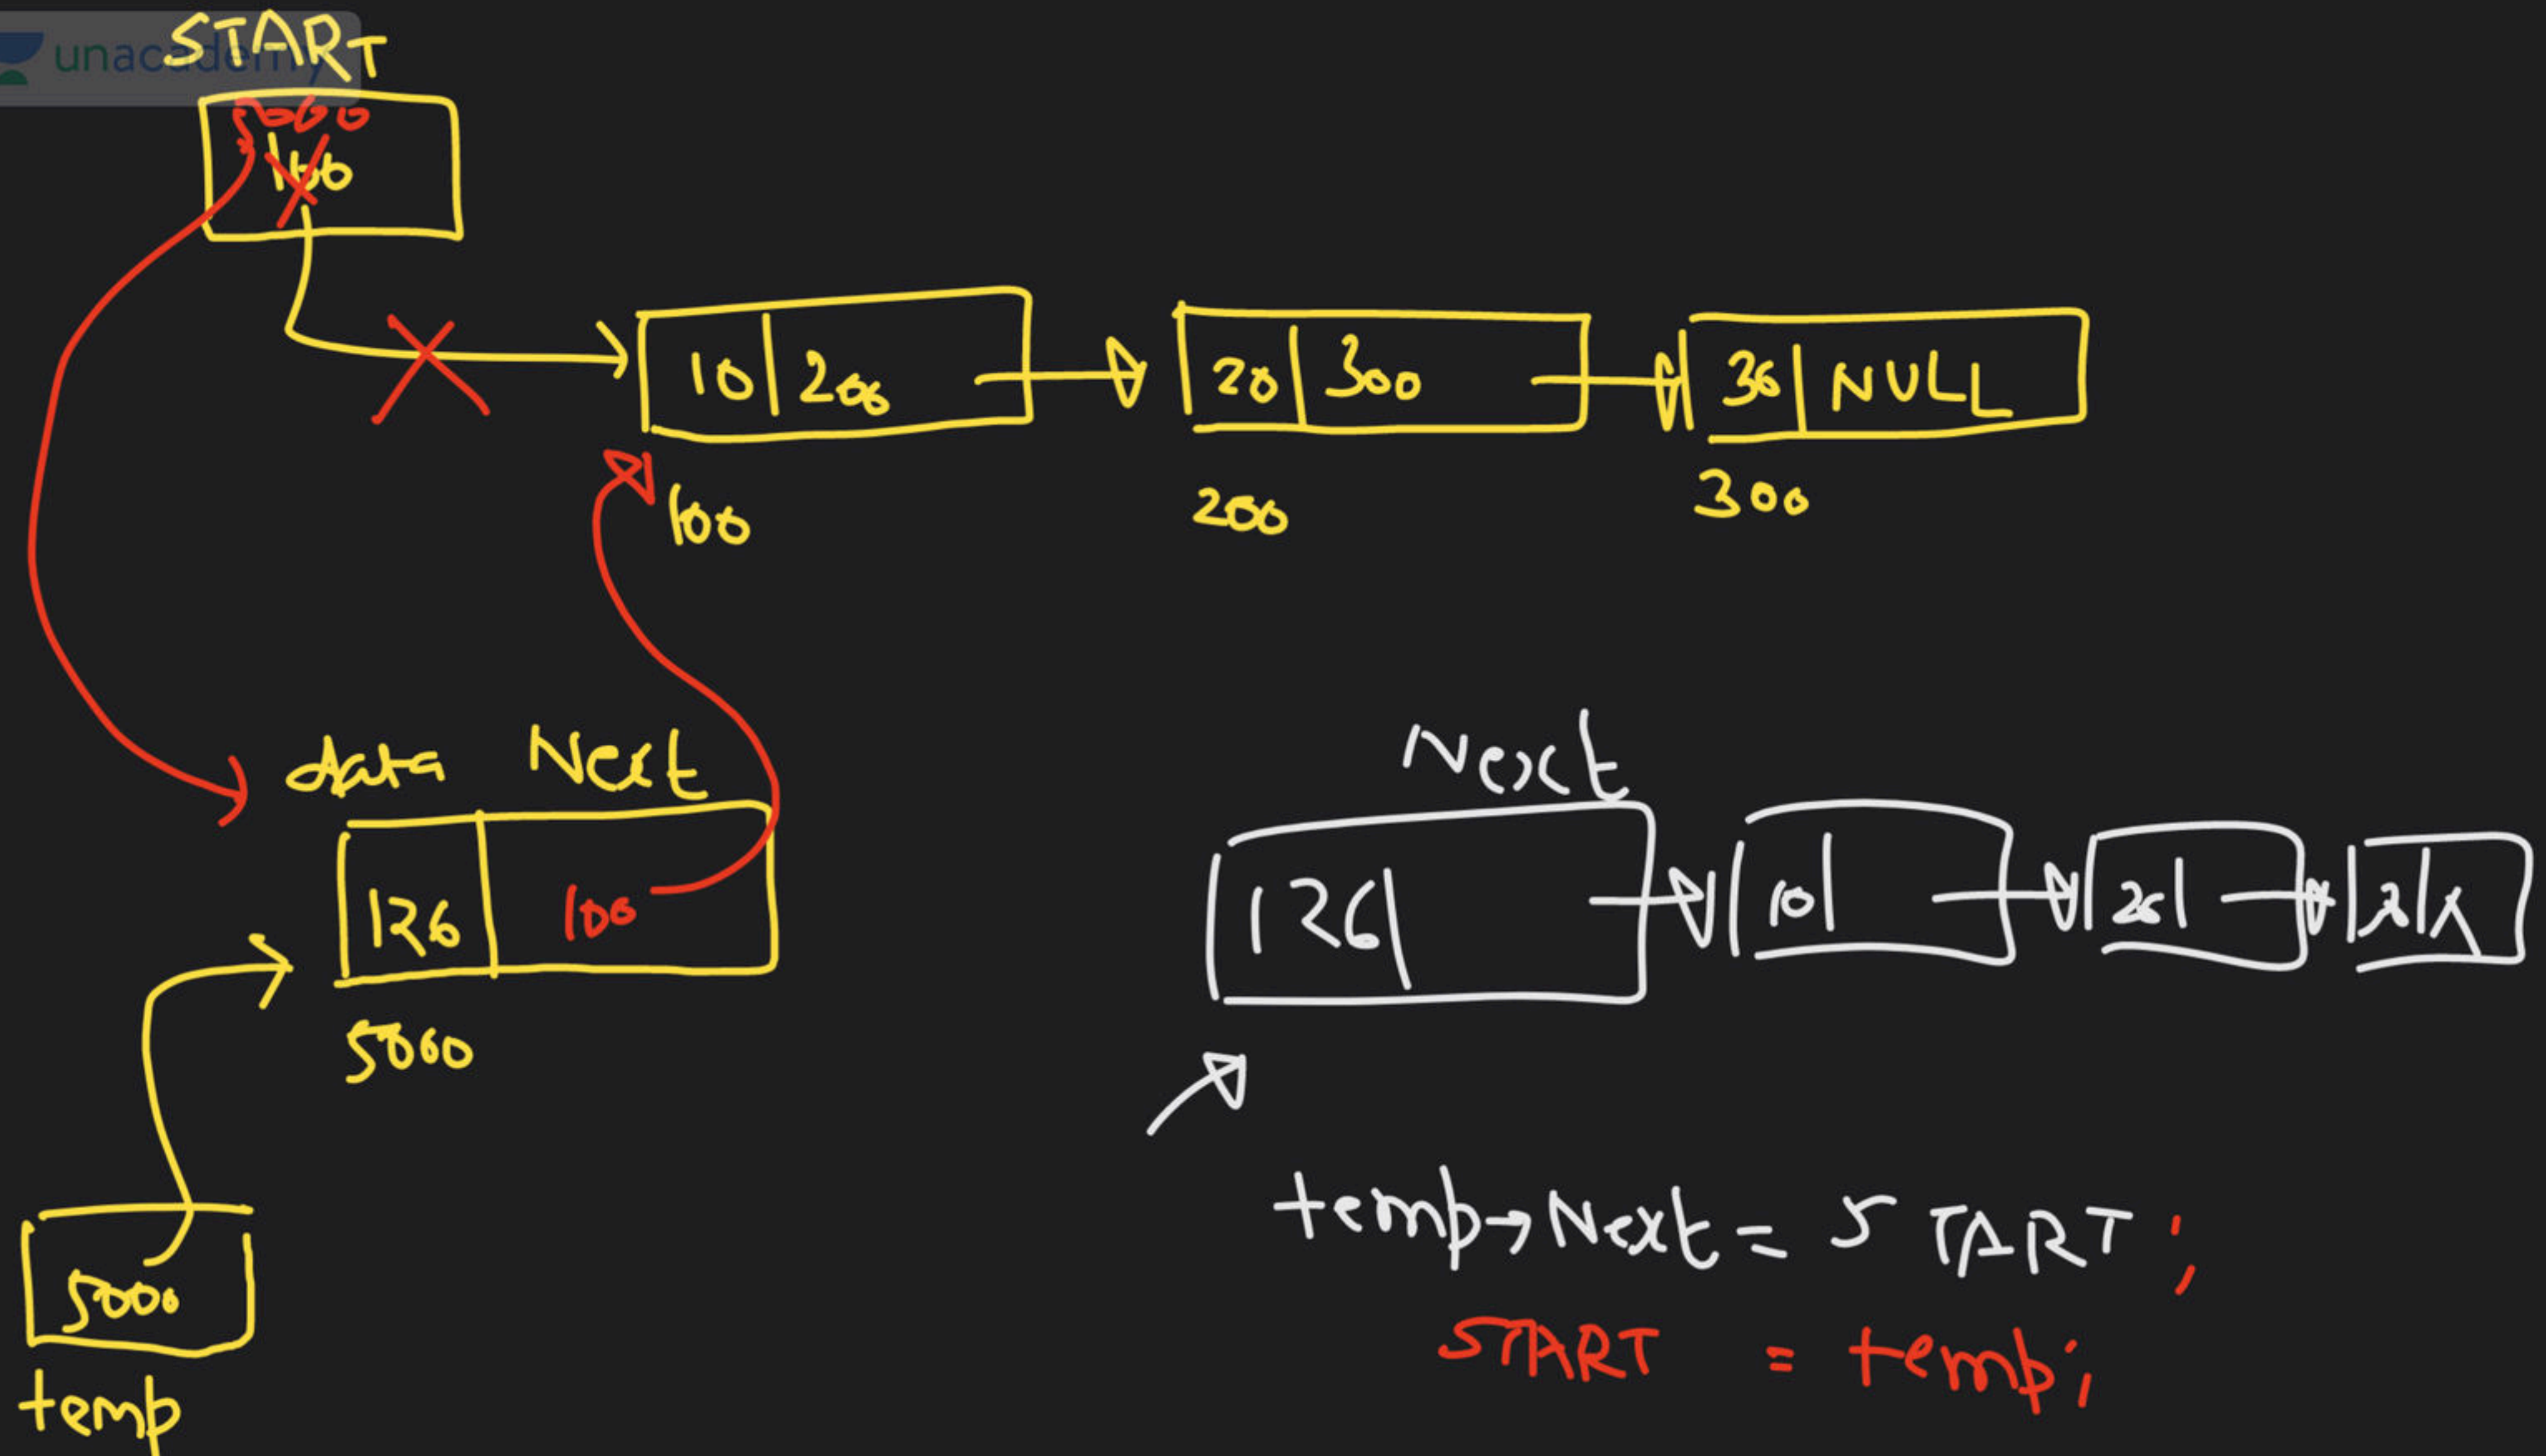 unacademy
START
5000
100
10 200
20 300
30 NULL
100
200
300
data Next
126 100
5000
5000
temp
Next
126 10 20
temp→Next = START;
START = temp;